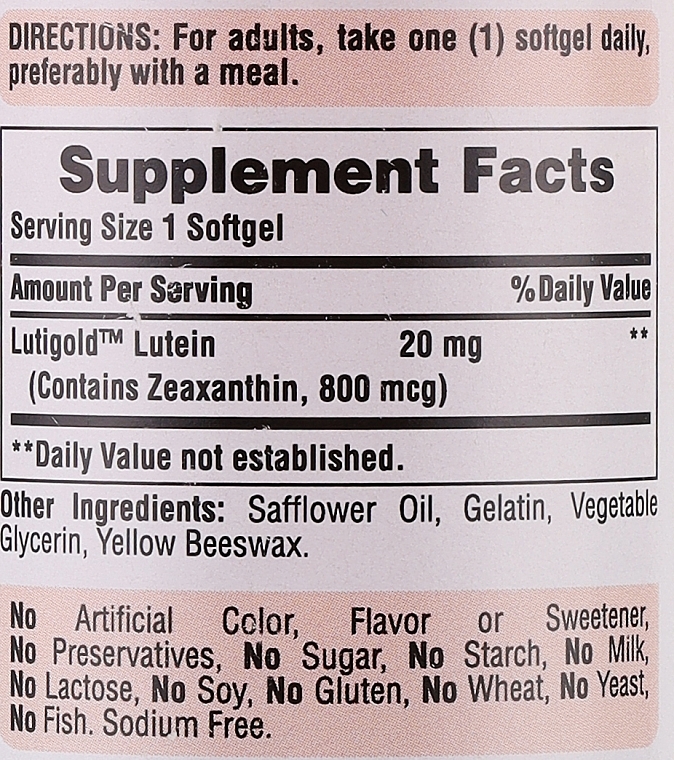 DIRECTIONS: For adults, take one (1) softgel daily,
preferably with a meal.
Supplement Facts
Serving Size 1 Softgel
Amount Per Serving % Daily Value
Lutigold™ Lutein 20 mg **
(Contains Zeaxanthin, 800 mcg)
**Daily Value not established.
Other Ingredients: Safflower Oil, Gelatin, Vegetable
Glycerin, Yellow Beeswax.
No Artificial Color, Flavor or Sweetener,
No Preservatives, No Sugar, No Starch, No Milk,
No Lactose, No Soy, No Gluten, No Wheat, No Yeast,
No Fish. Sodium Free.